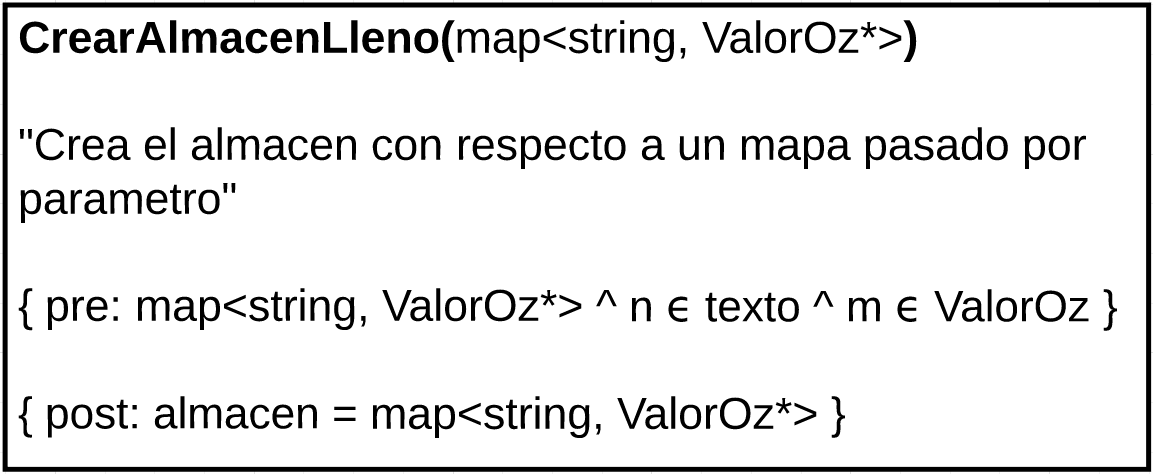 CrearAlmacenLleno(map<string, ValorOz*>)
"Crea el almacen con respecto a un mapa pasado por
parametro"
{ pre: map<string, ValorOz*> ^ n ϵ texto ^ m ϵ ValorOz }
{ post: almacen = map<string, ValorOz*> }